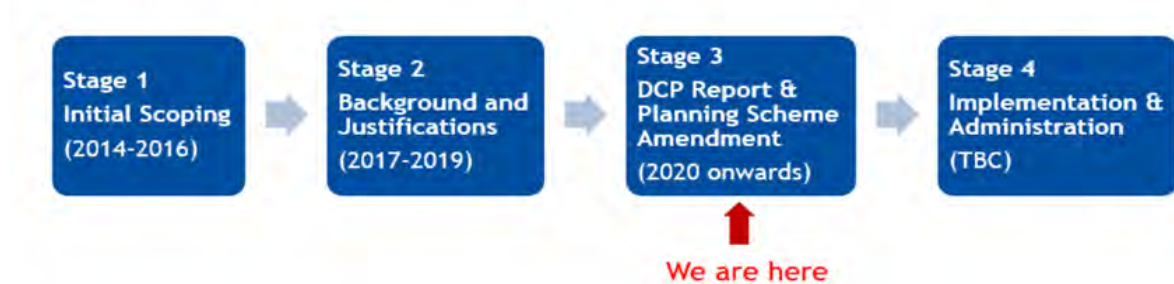 Stage 1
Initial Scoping
(2014-2016)
Stage 2
Background and
Justifications
(2017-2019)
Stage 3
DCP Report &
Planning Scheme
Amendment
(2020 onwards)
Stage 4
Implementation &
Administration
(TBC)
We are here